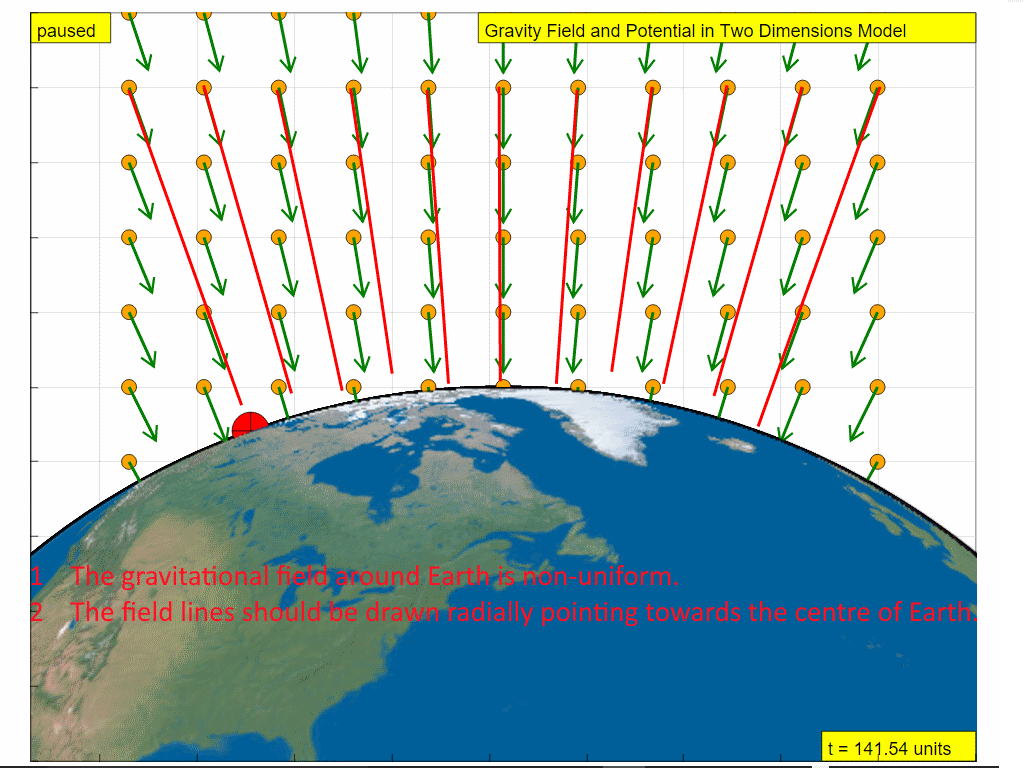 paused
Gravity Field and Potential in Two Dimensions Model
1 The gravitational field around Earth is non-uniform.
2 The field lines should be drawn radially pointing towards the centre of Earth.
t = 141.54 units